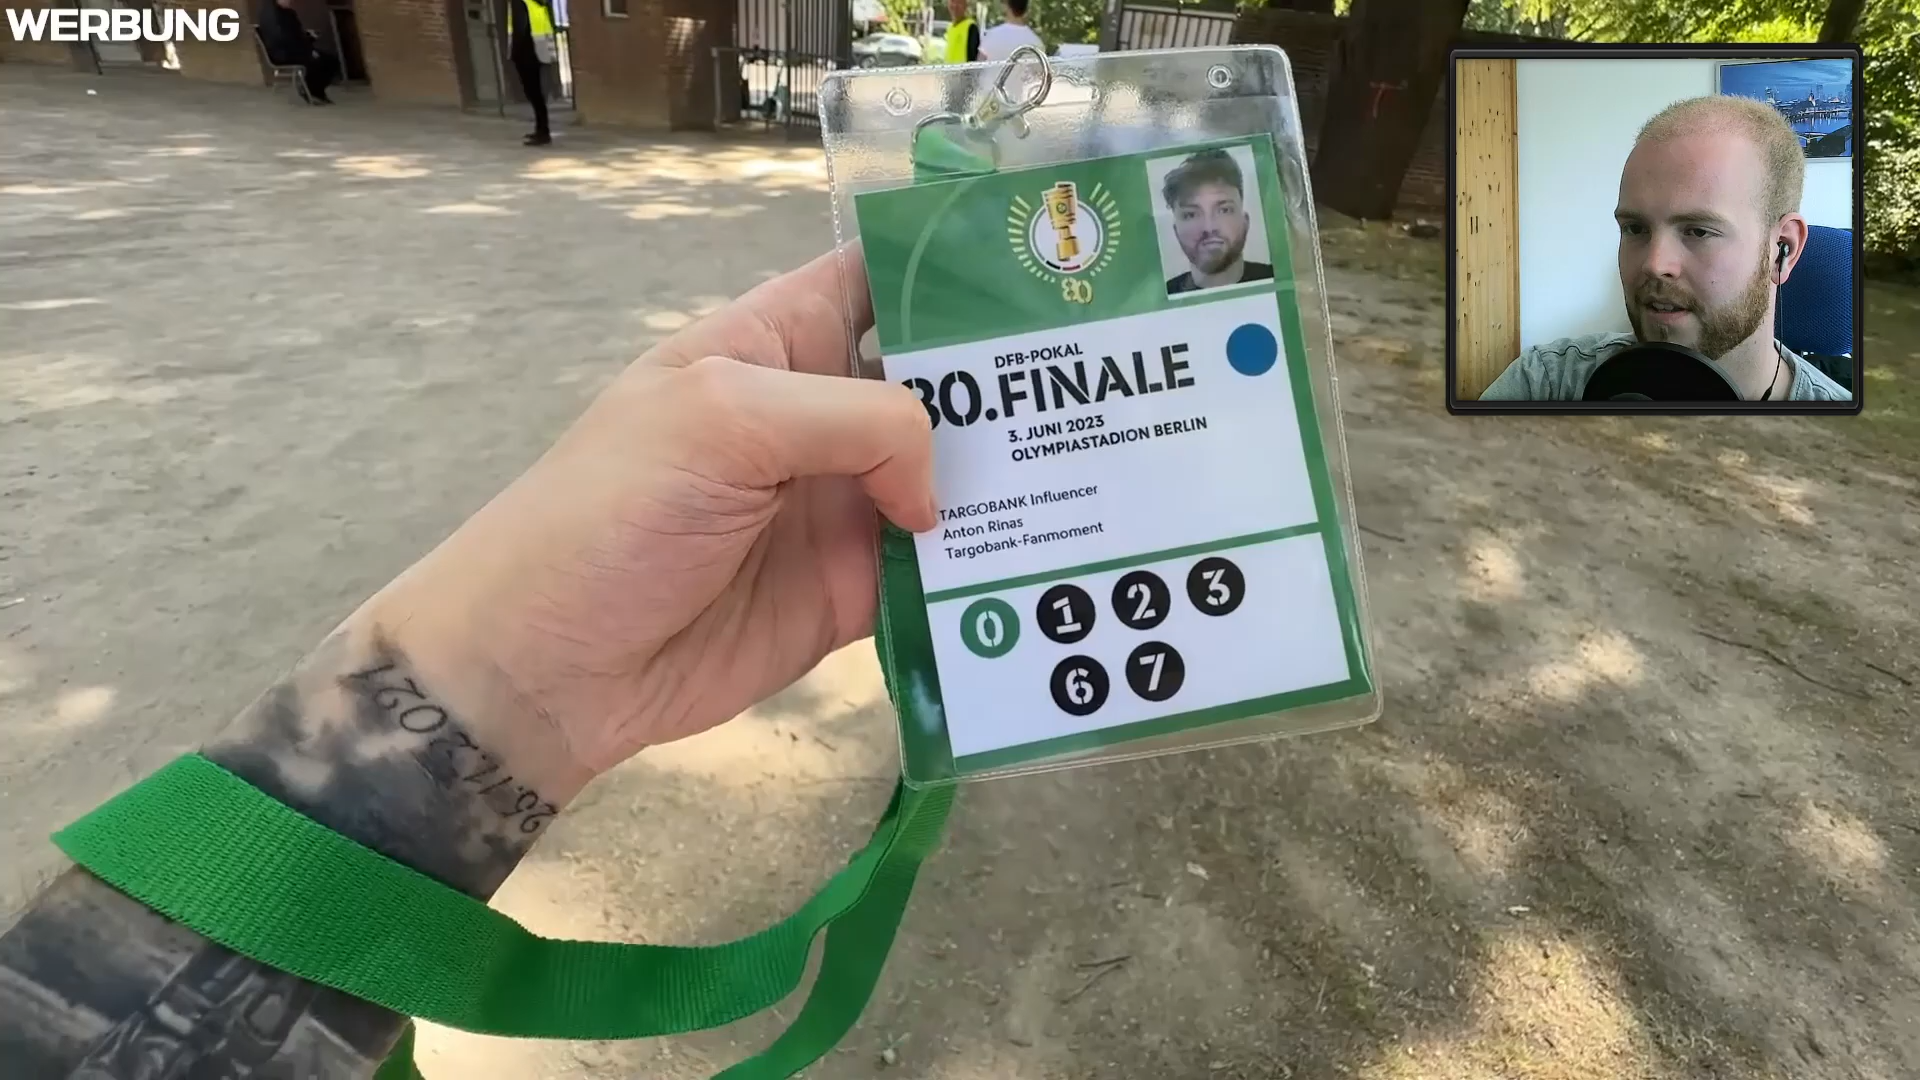 WERBUNG
80
DFB-POKAL
80.FINALE
3. JUNI 2023
OLYMPIASTADION BERLIN
TARGOBANK Influencer
Anton Rinas
Targobank-Fanmoment
0 1 2 3
6 7
26.11.2021